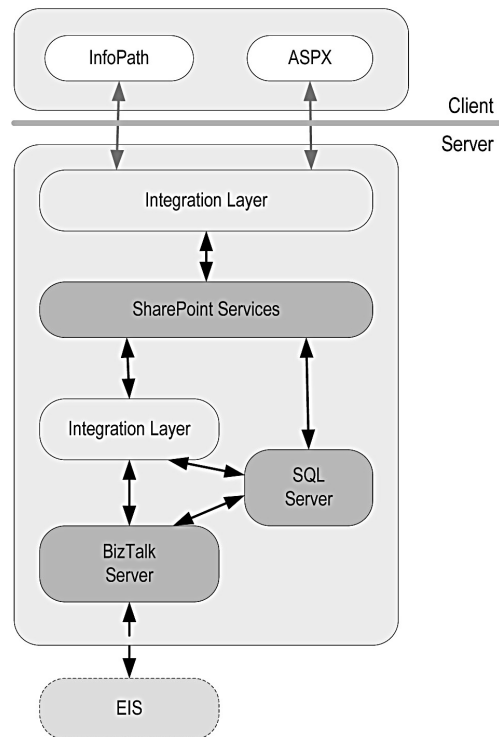 InfoPath
ASPX
Client
Server
Integration Layer
SharePoint Services
Integration Layer
SQL
Server
BizTalk
Server
EIS